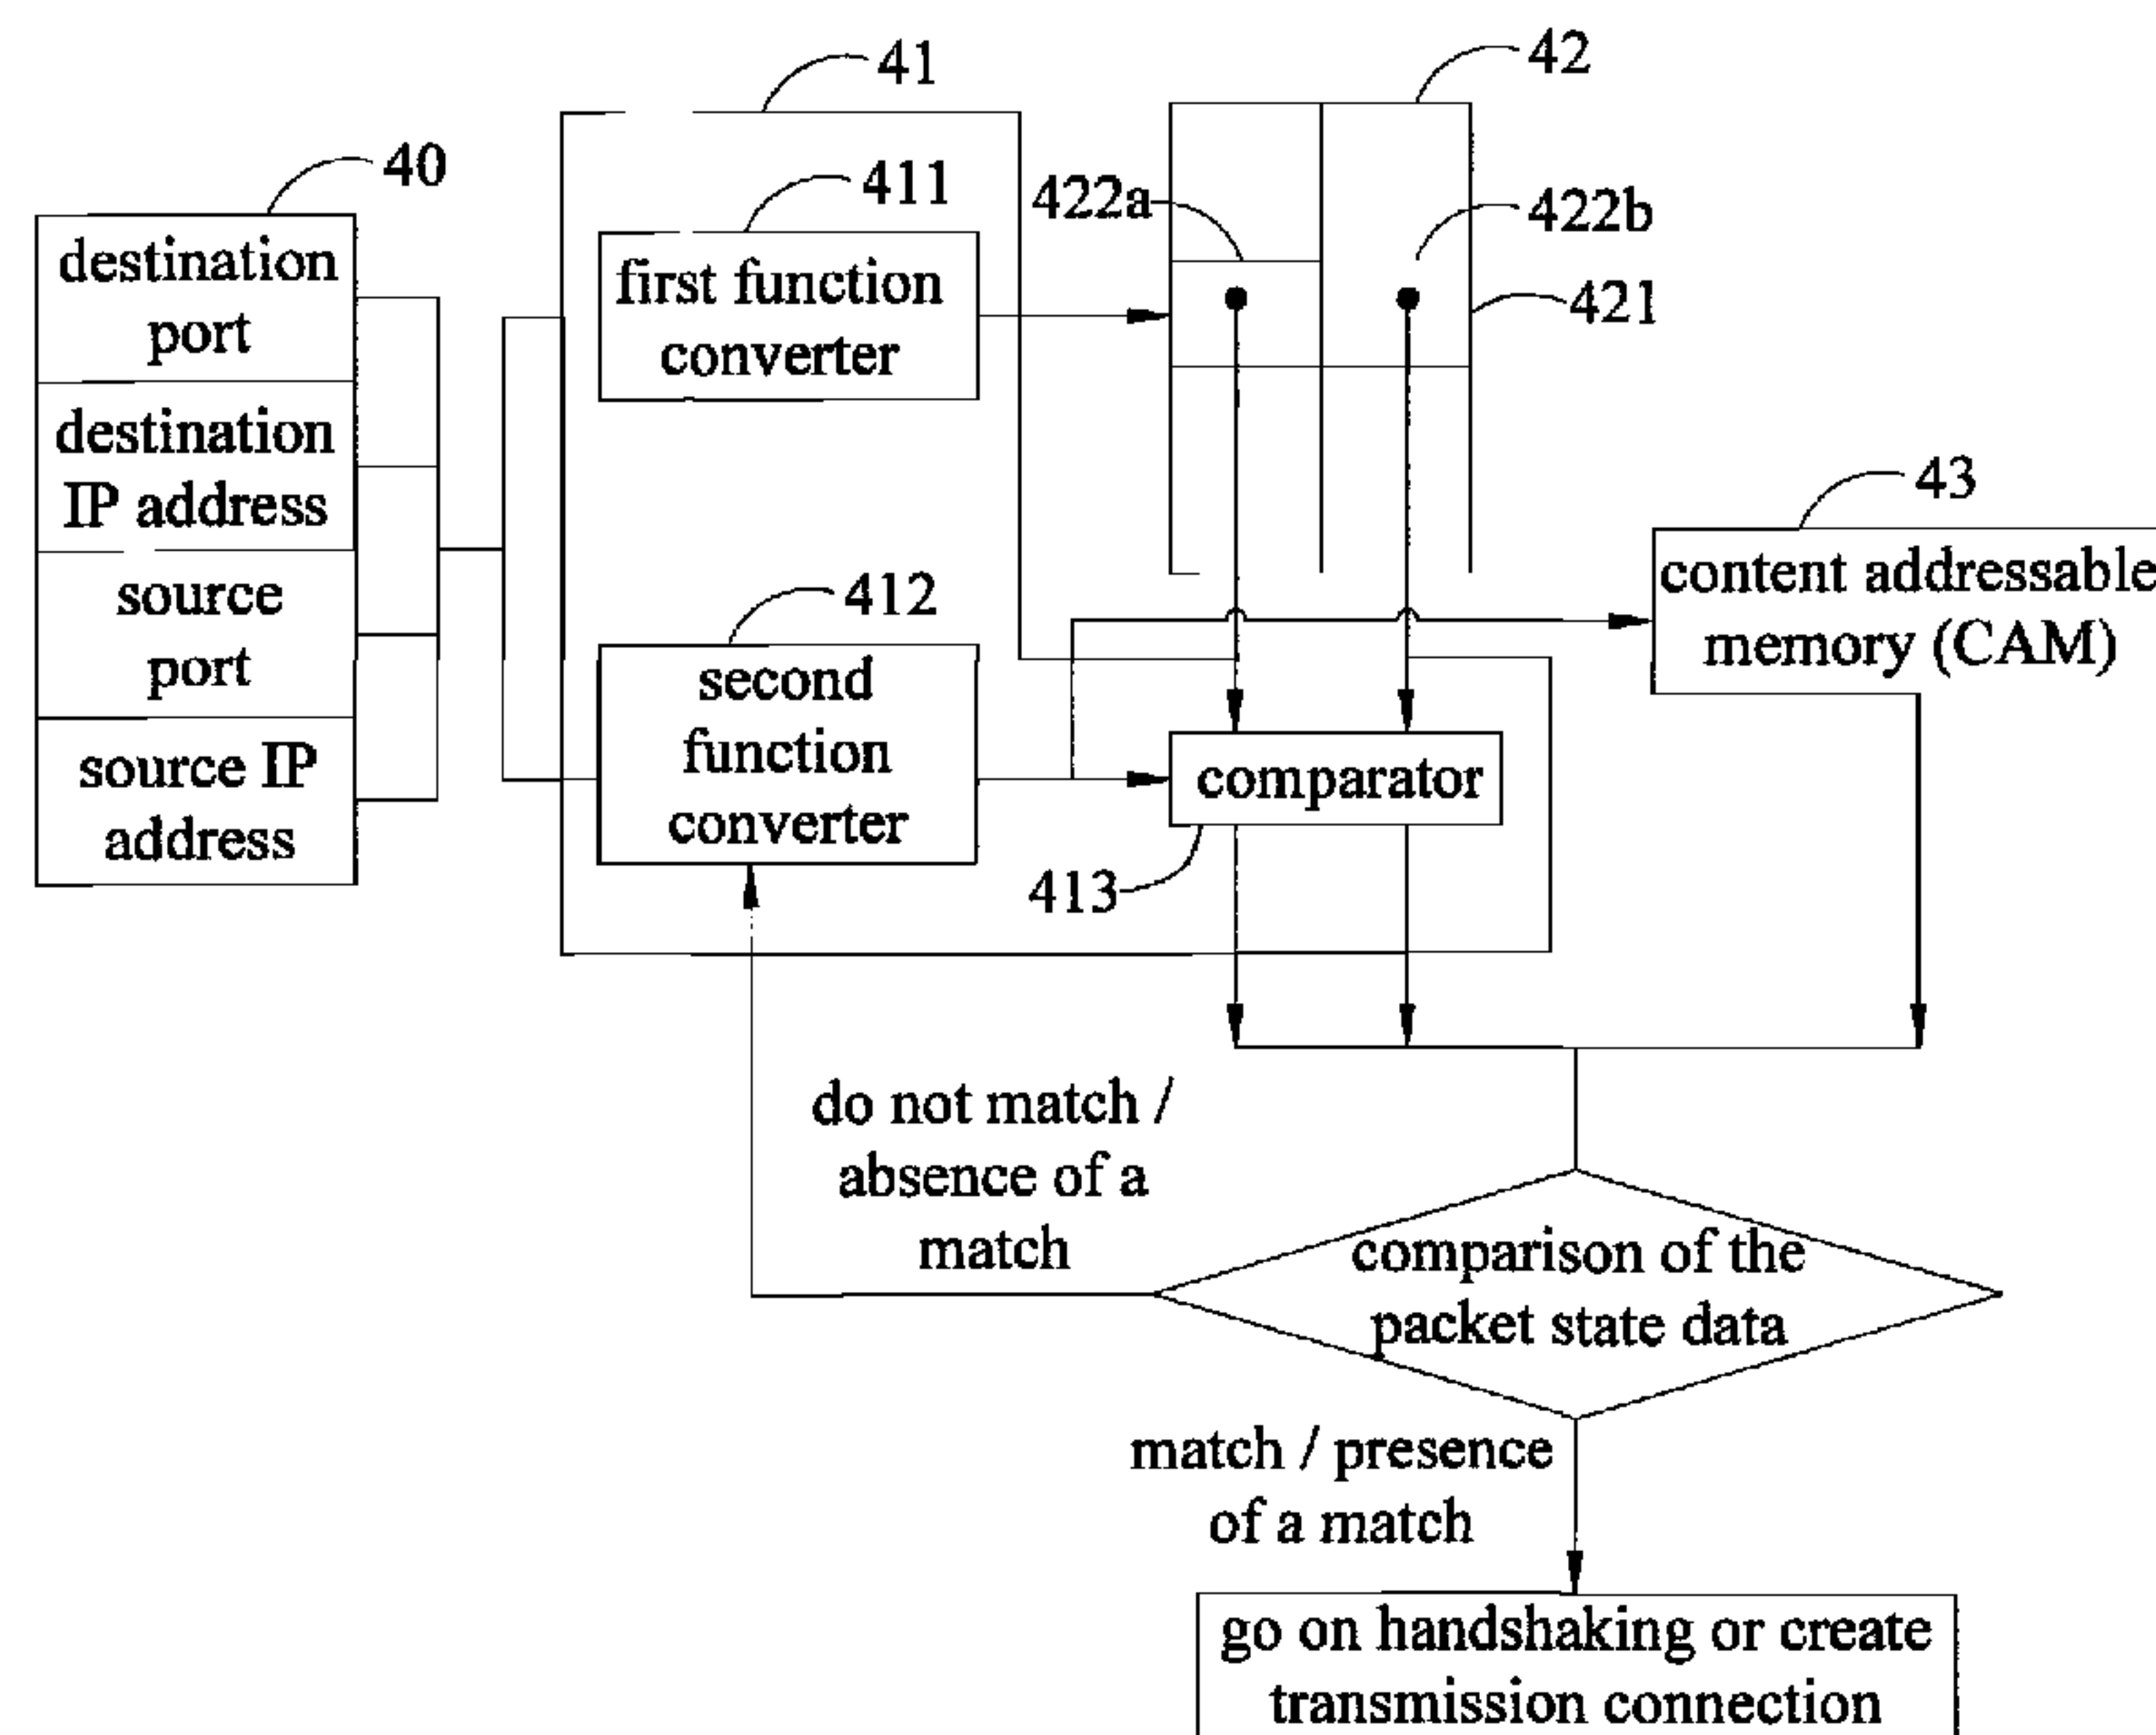 42
41
40
411
422a
422b
421
destination
port
first function
converter
destination
IP address
43
source
port
412
content addressable
memory (CAM)
second
function
converter
comparator
source IP
address
413
do not match /
absence of a
match
comparison of the
packet state data
match / presence
of a match
go on handshaking or create
transmission connection